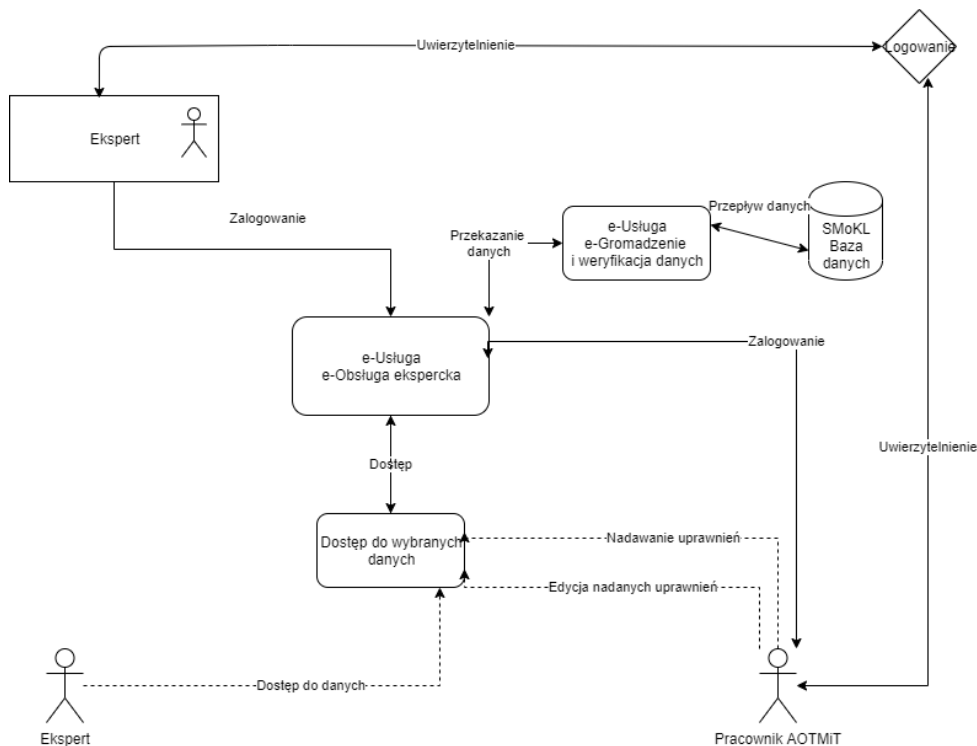 Uwierzytelnienie
Logowanie
Ekspert
Zalogowanie
Przekazanie
danych
e-Usługa
e-Gromadzenie
i weryfikacja danych
Przepływ danych
SMoKL
Baza
danych
e-Usługa
e-Obsługa ekspercka
Zalogowanie
Uwierzytelnienie
Dostęp
Dostęp do wybranych
danych
Nadawanie uprawnień
Edycja nadanych uprawnień
Dostęp do danych
Ekspert
Pracownik AOTMiT